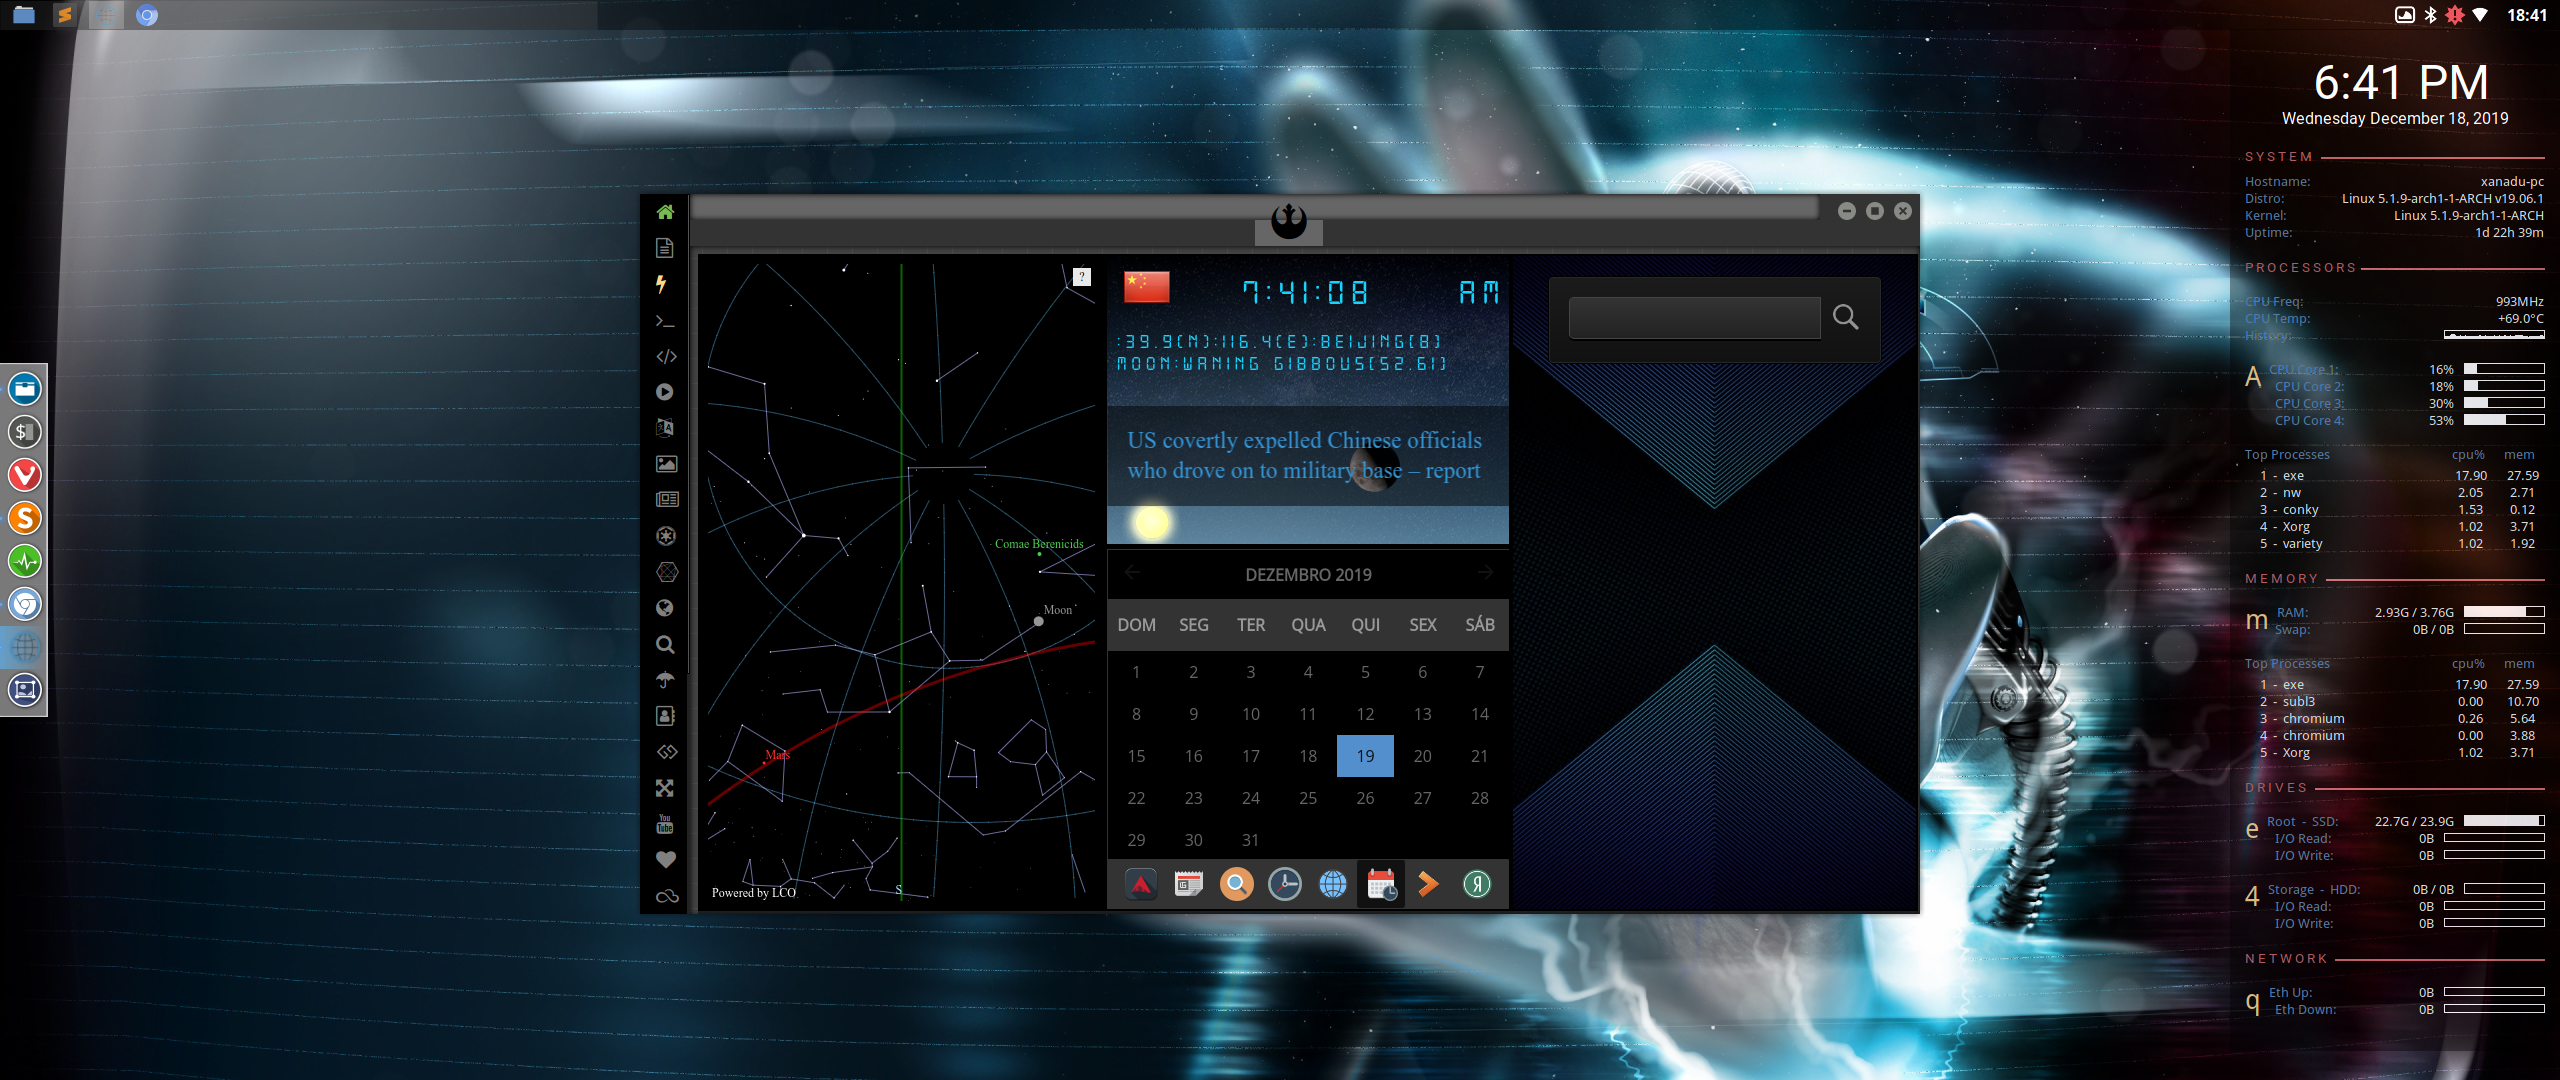 18:41
6:41 PM
Wednesday December 18, 2019
SYSTEM
Hostname: xanadu-pc
Distro: Linux 5.1.9-arch1-1-ARCH v19.06.1
Kernel: Linux 5.1.9-arch1-1-ARCH
Uptime: 1d 22h 39m
PROCESSORS
CPU Freq: 993MHz
CPU Temp: +69.0°C
History:
A CPU Core 1: 16%
CPU Core 2: 18%
CPU Core 3: 30%
CPU Core 4: 53%
Top Processes cpu% mem
1 - exe 17.90 27.59
2 - nw 2.05 2.71
3 - conky 1.53 0.12
4 - Xorg 1.02 3.71
5 - variety 1.02 1.92
MEMORY
m RAM: 2.93G / 3.76G
Swap: 0B / 0B
Top Processes cpu% mem
1 - exe 17.90 27.59
2 - subl3 0.00 10.70
3 - chromium 0.26 5.64
4 - chromium 0.00 3.88
5 - Xorg 1.02 3.71
DRIVES
e Root - SSD: 22.7G / 23.9G
I/O Read: 0B
I/O Write: 0B
4 Storage - HDD: 0B / 0B
I/O Read: 0B
I/O Write: 0B
NETWORK
q Eth Up: 0B
Eth Down: 0B
?
Comae Berenicids
Moon
Mars
S
Powered by LCO
7:41:08 AM
:39.9(N):116.4(E):BEIJING(8)
MOON:WANING GIBBOUS(52.61)
US covertly expelled Chinese officials
who drove on to military base – report
DEZEMBRO 2019
DOM SEG TER QUA QUI SEX SÁB
1 2 3 4 5 6 7
8 9 10 11 12 13 14
15 16 17 18 19 20 21
22 23 24 25 26 27 28
29 30 31
You
Tube